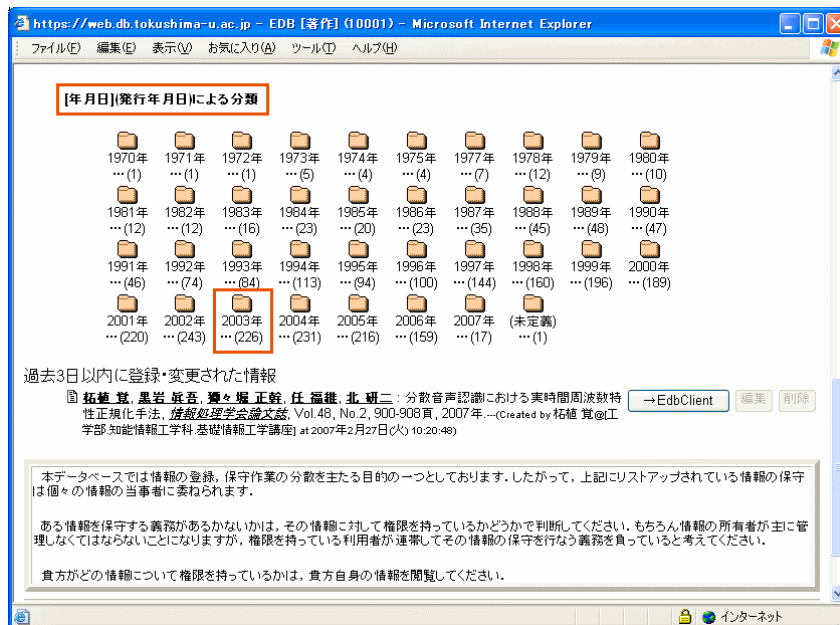 https://web.db.tokushima-u.ac.jp - EDB [著作] (10001) - Microsoft Internet Explorer
ファイル(F) 編集(E) 表示(V) お気に入り(A) ツール(T) ヘルプ(H)
[年月日](発行年月日)による分類
1970年 1971年 1972年 1973年 1974年 1975年 1977年 1978年 1979年 1980年
…(1) …(1) …(1) …(5) …(4) …(4) …(7) …(12) …(9) …(10)
1981年 1982年 1983年 1984年 1985年 1986年 1987年 1988年 1989年 1990年
…(12) …(12) …(16) …(23) …(20) …(23) …(35) …(45) …(48) …(47)
1991年 1992年 1993年 1994年 1995年 1996年 1997年 1998年 1999年 2000年
…(46) …(74) …(84) …(113) …(94) …(100) …(144) …(160) …(196) …(189)
2001年 2002年 2003年 2004年 2005年 2006年 2007年 (未定義)
…(220) …(243) …(226) …(231) …(216) …(159) …(17) …(1)
過去3日以内に登録・変更された情報
柘植 覚, 黒岩 眞吾, 獅々堀 正幹, 任 福継, 北 研二 : 分散音声認識における実時間周波数特
性正規化手法, 情報処理学会論文誌, Vol.48, No.2, 900-908頁, 2007年.---(Created by 柘植 覚@[工
学部.知能情報工学科.基礎情報工学講座] at 2007年2月27日(火) 10:20:48)
→EdbClient 編集 削除
本データベースでは情報の登録, 保守作業の分散を主たる目的の一つとしております. したがって, 上記にリストアップされている情報の保守
は個々の情報の当事者に委ねられます.
ある情報を保守する義務があるかないかは, その情報に対して権限を持っているかどうかで判断してください. もちろん情報の所有者が主に管
理しなくてはならないことになりますが, 権限を持っている利用者が連帯してその情報の保守を行なう義務を負っていると考えてください.
貴方がどの情報について権限を持っているかは, 貴方自身の情報を閲覧してください.
インターネット